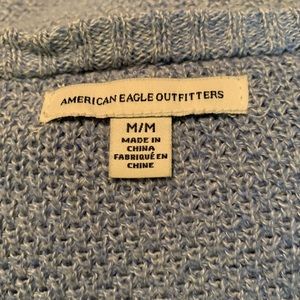 AMERICAN EAGLE OUTFITTERS
M/M
MADE IN
CHINA
FABRIQUÉ EN
CHINE